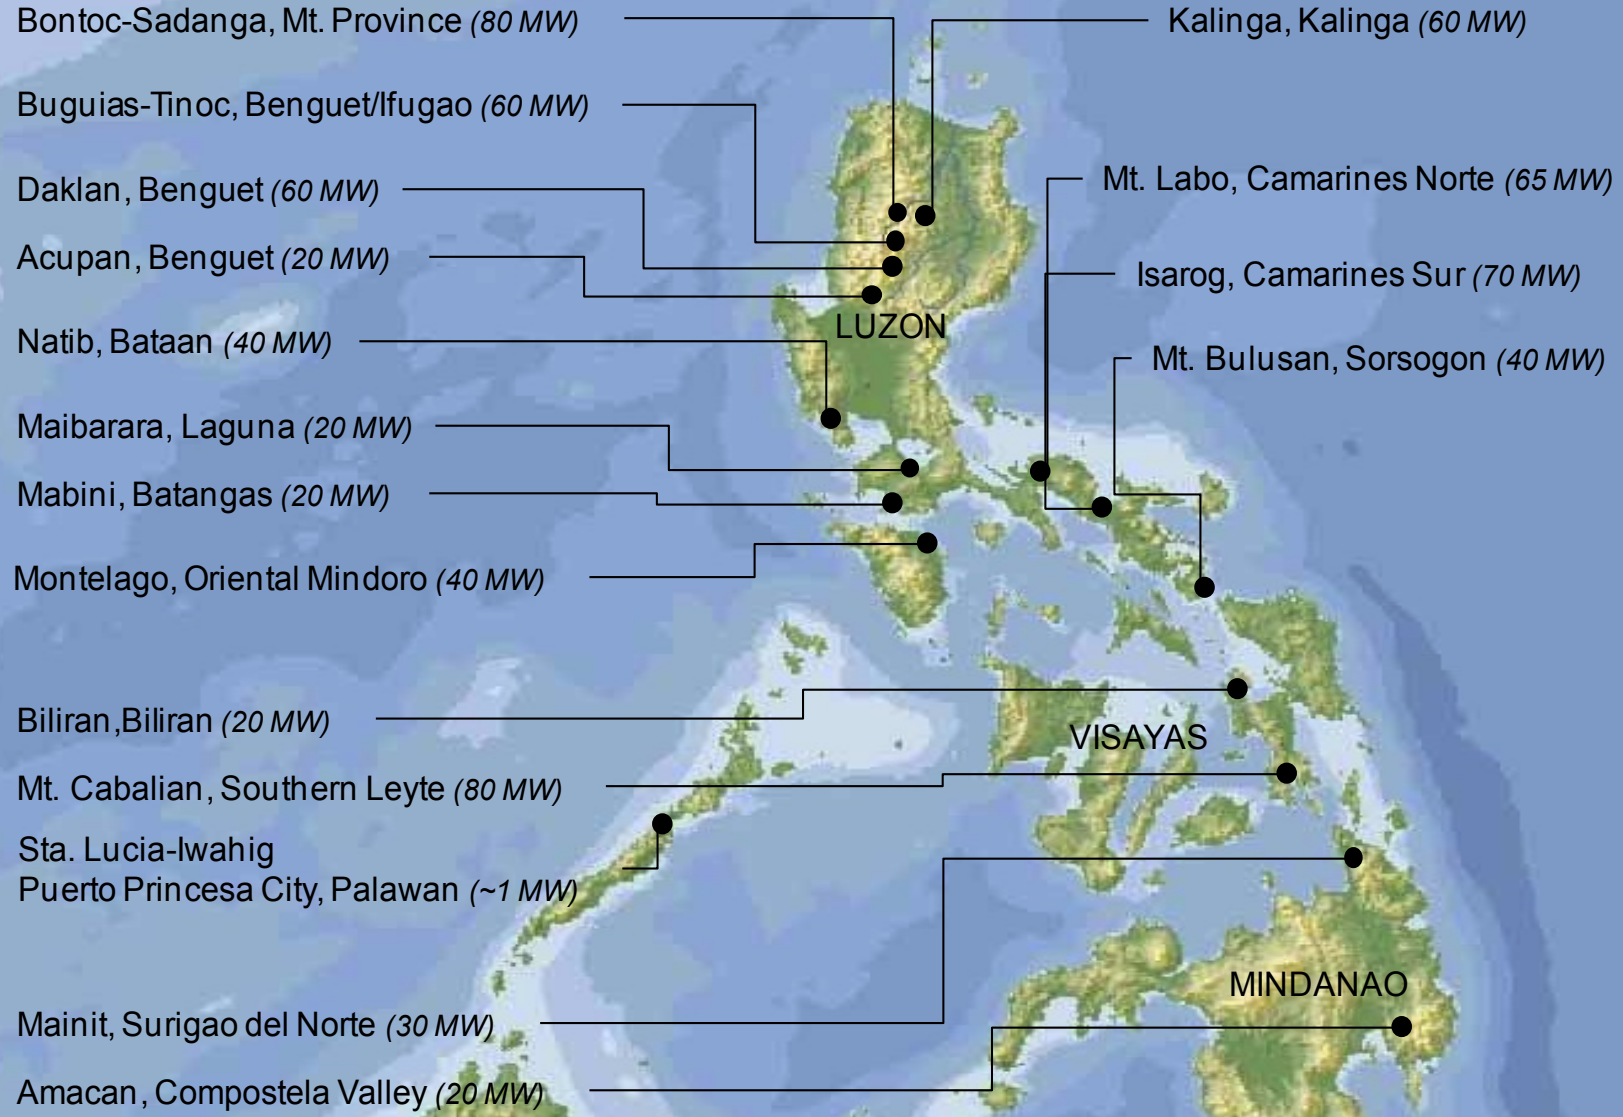 Bontoc-Sadanga, Mt. Province (80 MW)
Kalinga, Kalinga (60 MW)
Buguias-Tinoc, Benguet/Ifugao (60 MW)
Daklan, Benguet (60 MW)
Mt. Labo, Camarines Norte (65 MW)
Acupan, Benguet (20 MW)
Isarog, Camarines Sur (70 MW)
LUZON
Natib, Bataan (40 MW)
Mt. Bulusan, Sorsogon (40 MW)
Maibarara, Laguna (20 MW)
Mabini, Batangas (20 MW)
Montelago, Oriental Mindoro (40 MW)
Biliran,Biliran (20 MW)
VISAYAS
Mt. Cabalian, Southern Leyte (80 MW)
Sta. Lucia-Iwahig
Puerto Princesa City, Palawan (~1 MW)
MINDANAO
Mainit, Surigao del Norte (30 MW)
Amacan, Compostela Valley (20 MW)